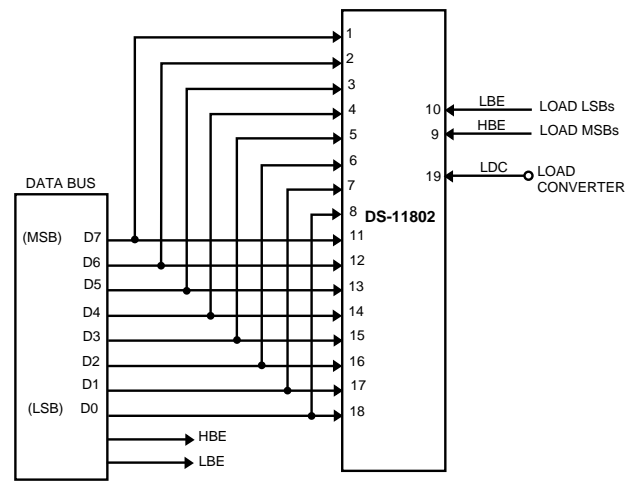 1
2
3
4
5
6
7
8
11
12
13
14
15
16
17
18
DS-11802
10
LBE
LOAD LSBs
9
HBE
LOAD MSBs
19
LDC
LOAD
CONVERTER
DATA BUS
(MSB) D7
D6
D5
D4
D3
D2
D1
(LSB) D0
HBE
LBE